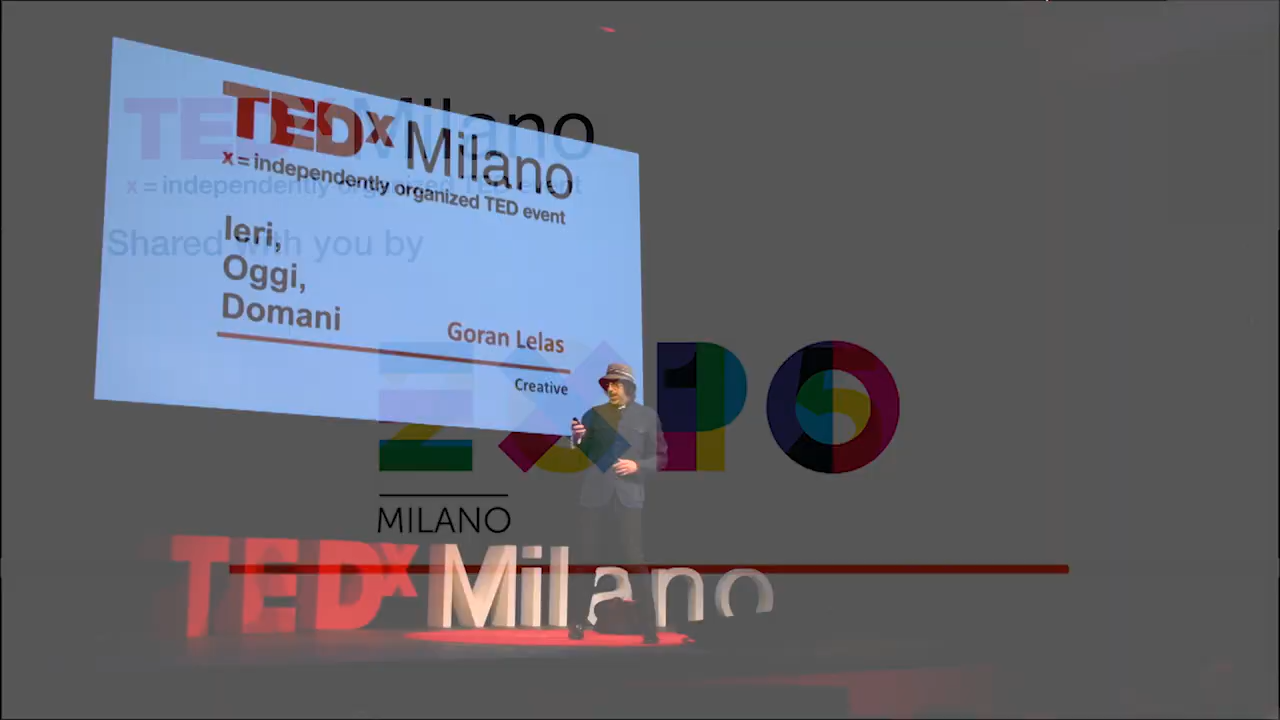 TEDx Milano
x = independently organized TED event
Ieri,
Oggi,
Domani
Goran Lelas
Creative
TEDx Milano
x = independently organized TED event
Shared with you by
EXPO
MILANO
TEDx Milano